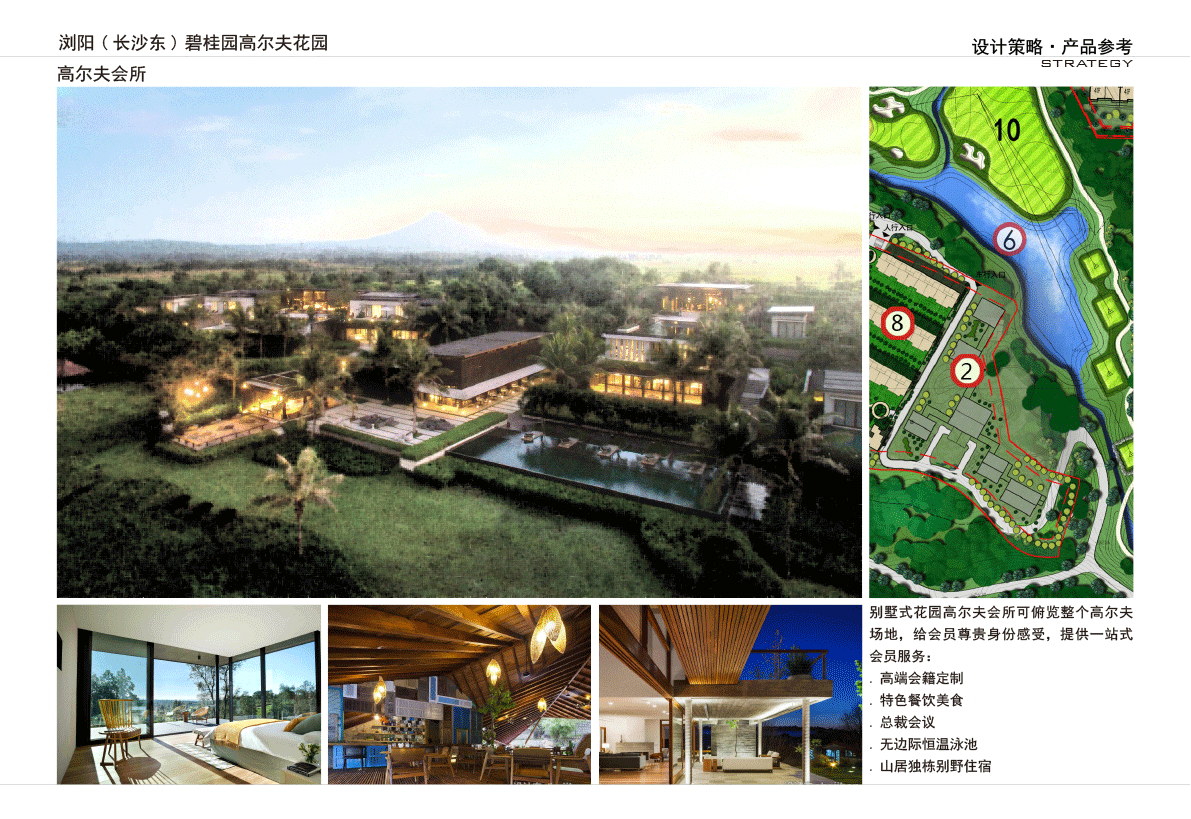 浏阳（长沙东）碧桂园高尔夫花园
设计策略·产品参考
STRATEGY
高尔夫会所
10
6
人行入口
车行入口
8
2
别墅式花园高尔夫会所可俯览整个高尔夫
场地，给会员尊贵身份感受，提供一站式
会员服务：
. 高端会籍定制
. 特色餐饮美食
. 总裁会议
. 无边际恒温泳池
. 山居独栋别野住宿